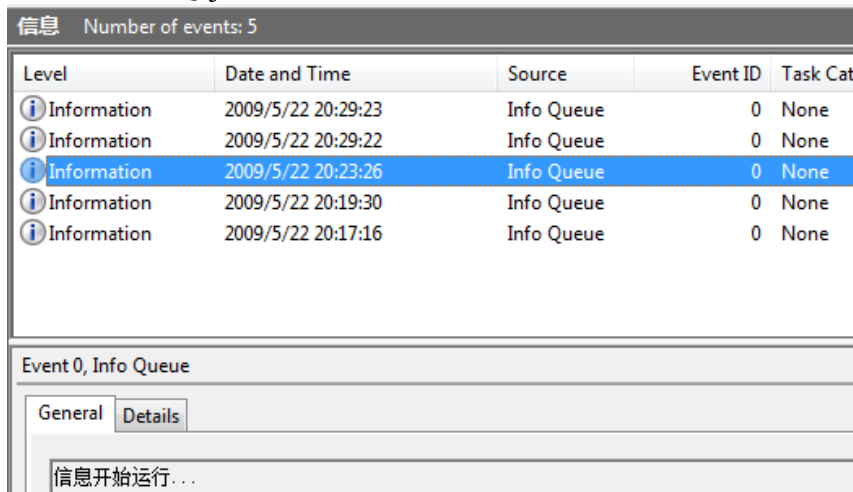 信息 Number of events: 5
Level Date and Time Source Event ID Task Cat
Information 2009/5/22 20:29:23 Info Queue 0 None
Information 2009/5/22 20:29:22 Info Queue 0 None
Information 2009/5/22 20:23:26 Info Queue 0 None
Information 2009/5/22 20:19:30 Info Queue 0 None
Information 2009/5/22 20:17:16 Info Queue 0 None
Event 0, Info Queue
General Details
信息开始运行...